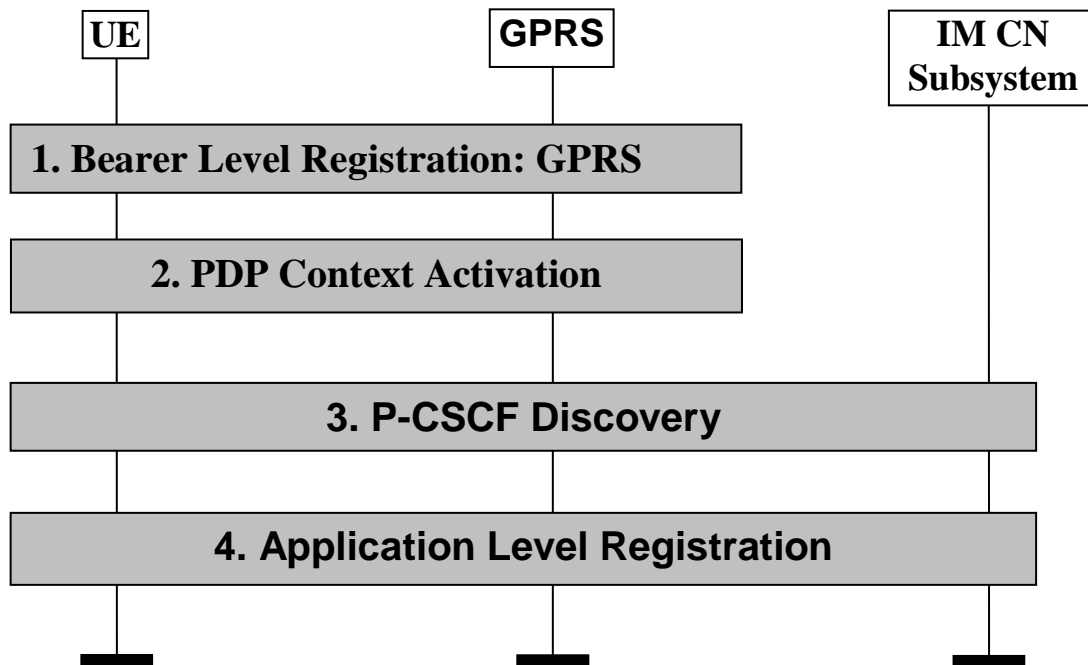 UE
GPRS
IM CN
Subsystem
1. Bearer Level Registration: GPRS
2. PDP Context Activation
3. P-CSCF Discovery
4. Application Level Registration